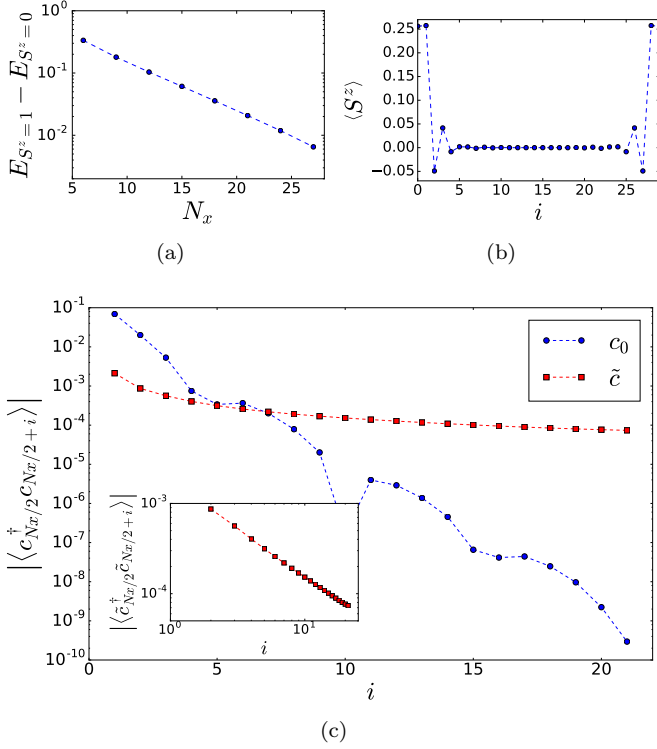 E_{S^z=1} − E_{S^z=0}
10^0
10^{-1}
10^{-2}
5 10 15 20 25
N_x
(a)
⟨S^z⟩
0.25
0.20
0.15
0.10
0.05
0.00
−0.05
0 5 10 15 20 25
i
(b)
|⟨c^†_{Nx/2} c_{Nx/2+i}⟩|
10^{-1}
10^{-2}
10^{-3}
10^{-4}
10^{-5}
10^{-6}
10^{-7}
10^{-8}
10^{-9}
10^{-10}
c_0
c̃
|⟨c̃^†_{Nx/2} c̃_{Nx/2+i}⟩|
10^{-3}
10^{-4}
10^0 10^1
i
0 5 10 15 20
i
(c)